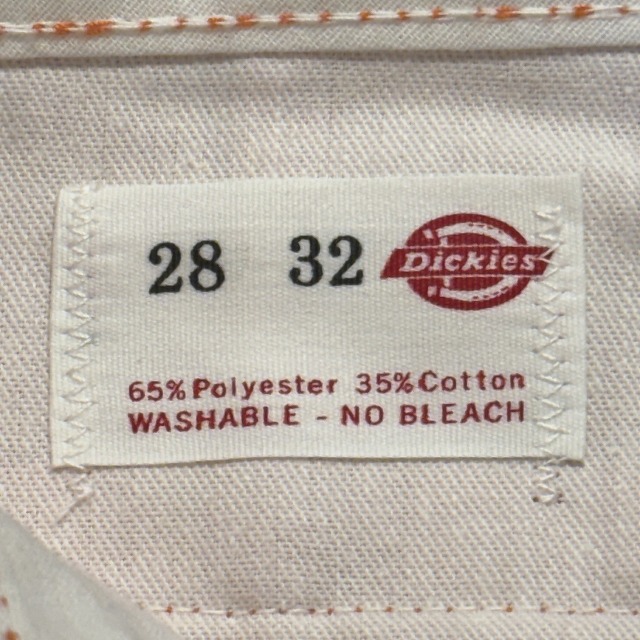 28 32 Dickies
65% Polyester 35% Cotton
WASHABLE - NO BLEACH